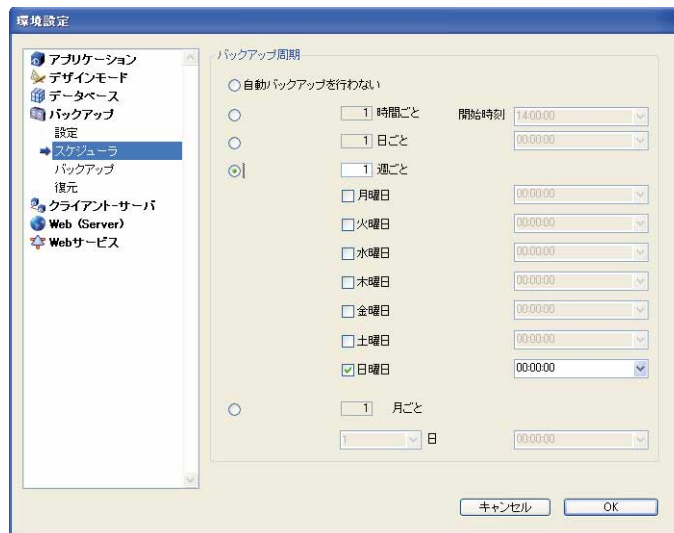 環境設定
アプリケーション
デザインモード
データベース
バックアップ
設定
スケジューラ
バックアップ
復元
クライアント-サーバ
Web (Server)
Webサービス
バックアップ周期
自動バックアップを行わない
1 時間ごと 開始時刻 14:00:00
1 日ごと 00:00:00
1 週ごと
月曜日 00:00:00
火曜日 00:00:00
水曜日 00:00:00
木曜日 00:00:00
金曜日 00:00:00
土曜日 00:00:00
日曜日 00:00:00
1 月ごと
1 日 00:00:00
キャンセル OK